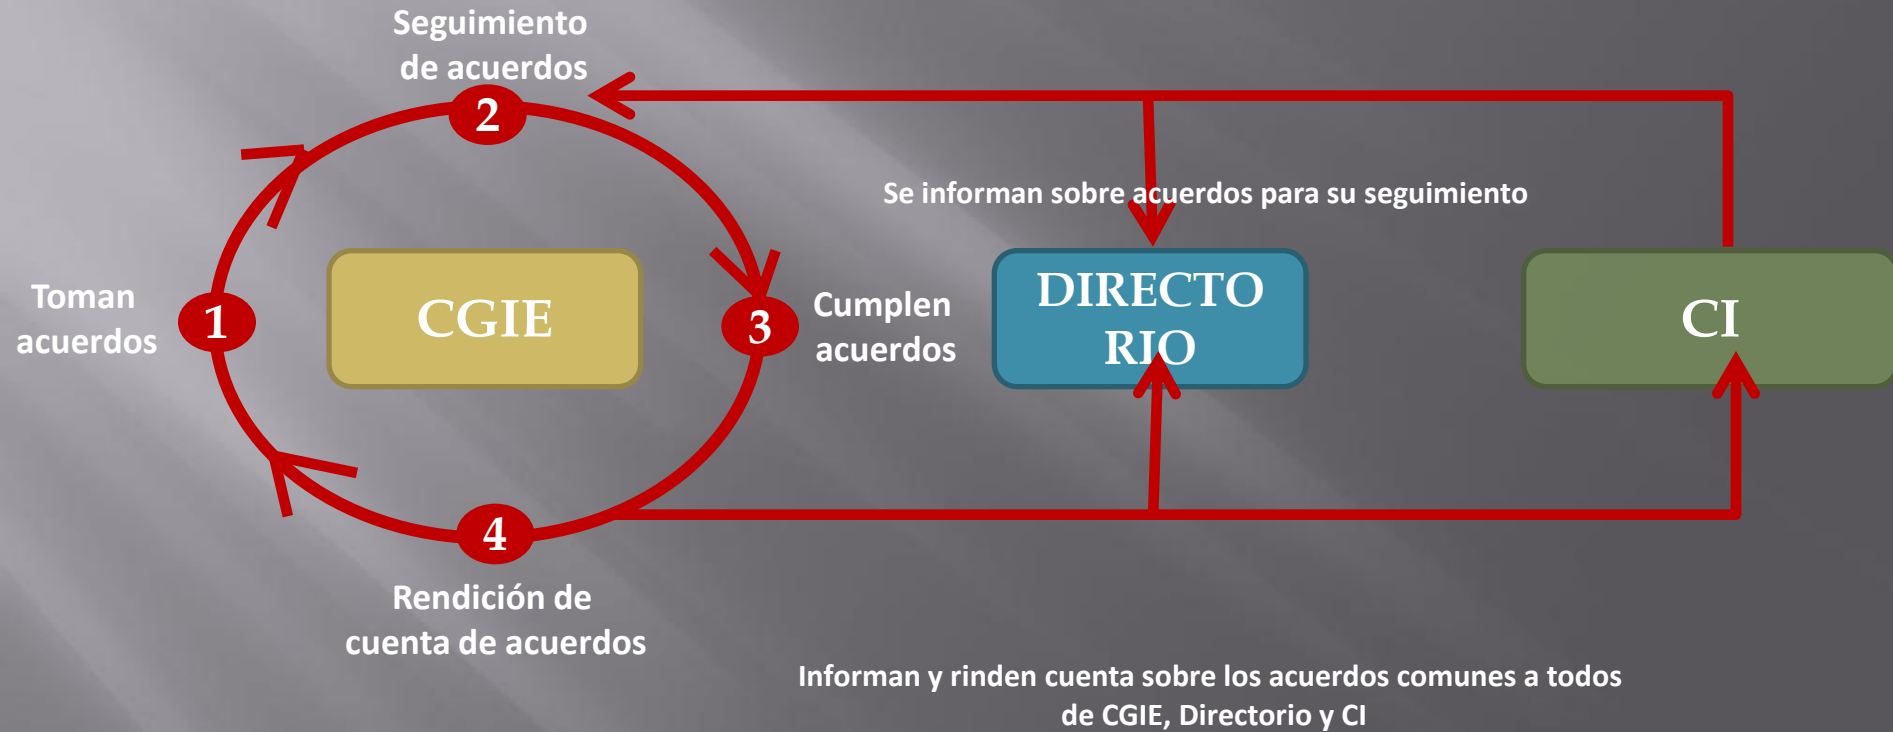 Seguimiento
de acuerdos
2
Se informan sobre acuerdos para su seguimiento
Toman
acuerdos
1
CGIE
3
Cumplen
acuerdos
DIRECTO
RIO
CI
4
Rendición de
cuenta de acuerdos
Informan y rinden cuenta sobre los acuerdos comunes a todos
de CGIE, Directorio y CI